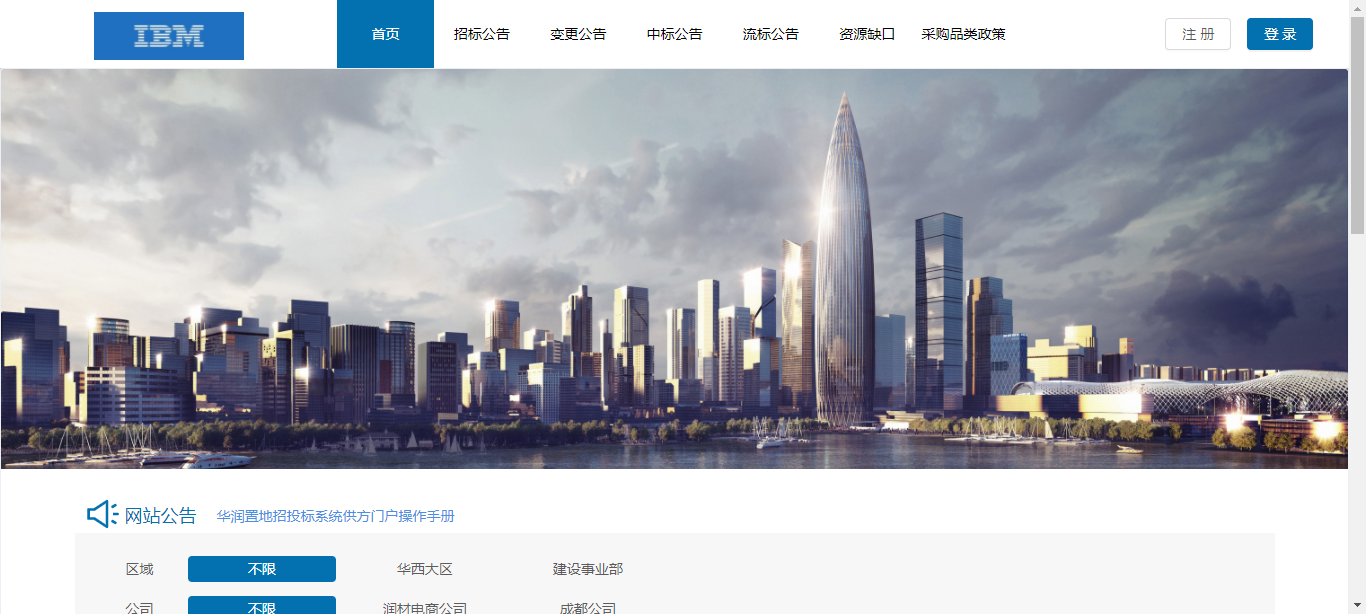 IBM
首页 招标公告 变更公告 中标公告 流标公告 资源缺口 采购品类政策 注 册 登 录
网站公告 华润置地招投标系统供方门户操作手册
区域 不限 华西大区 建设事业部
公司 不限 润材电商公司 成都公司